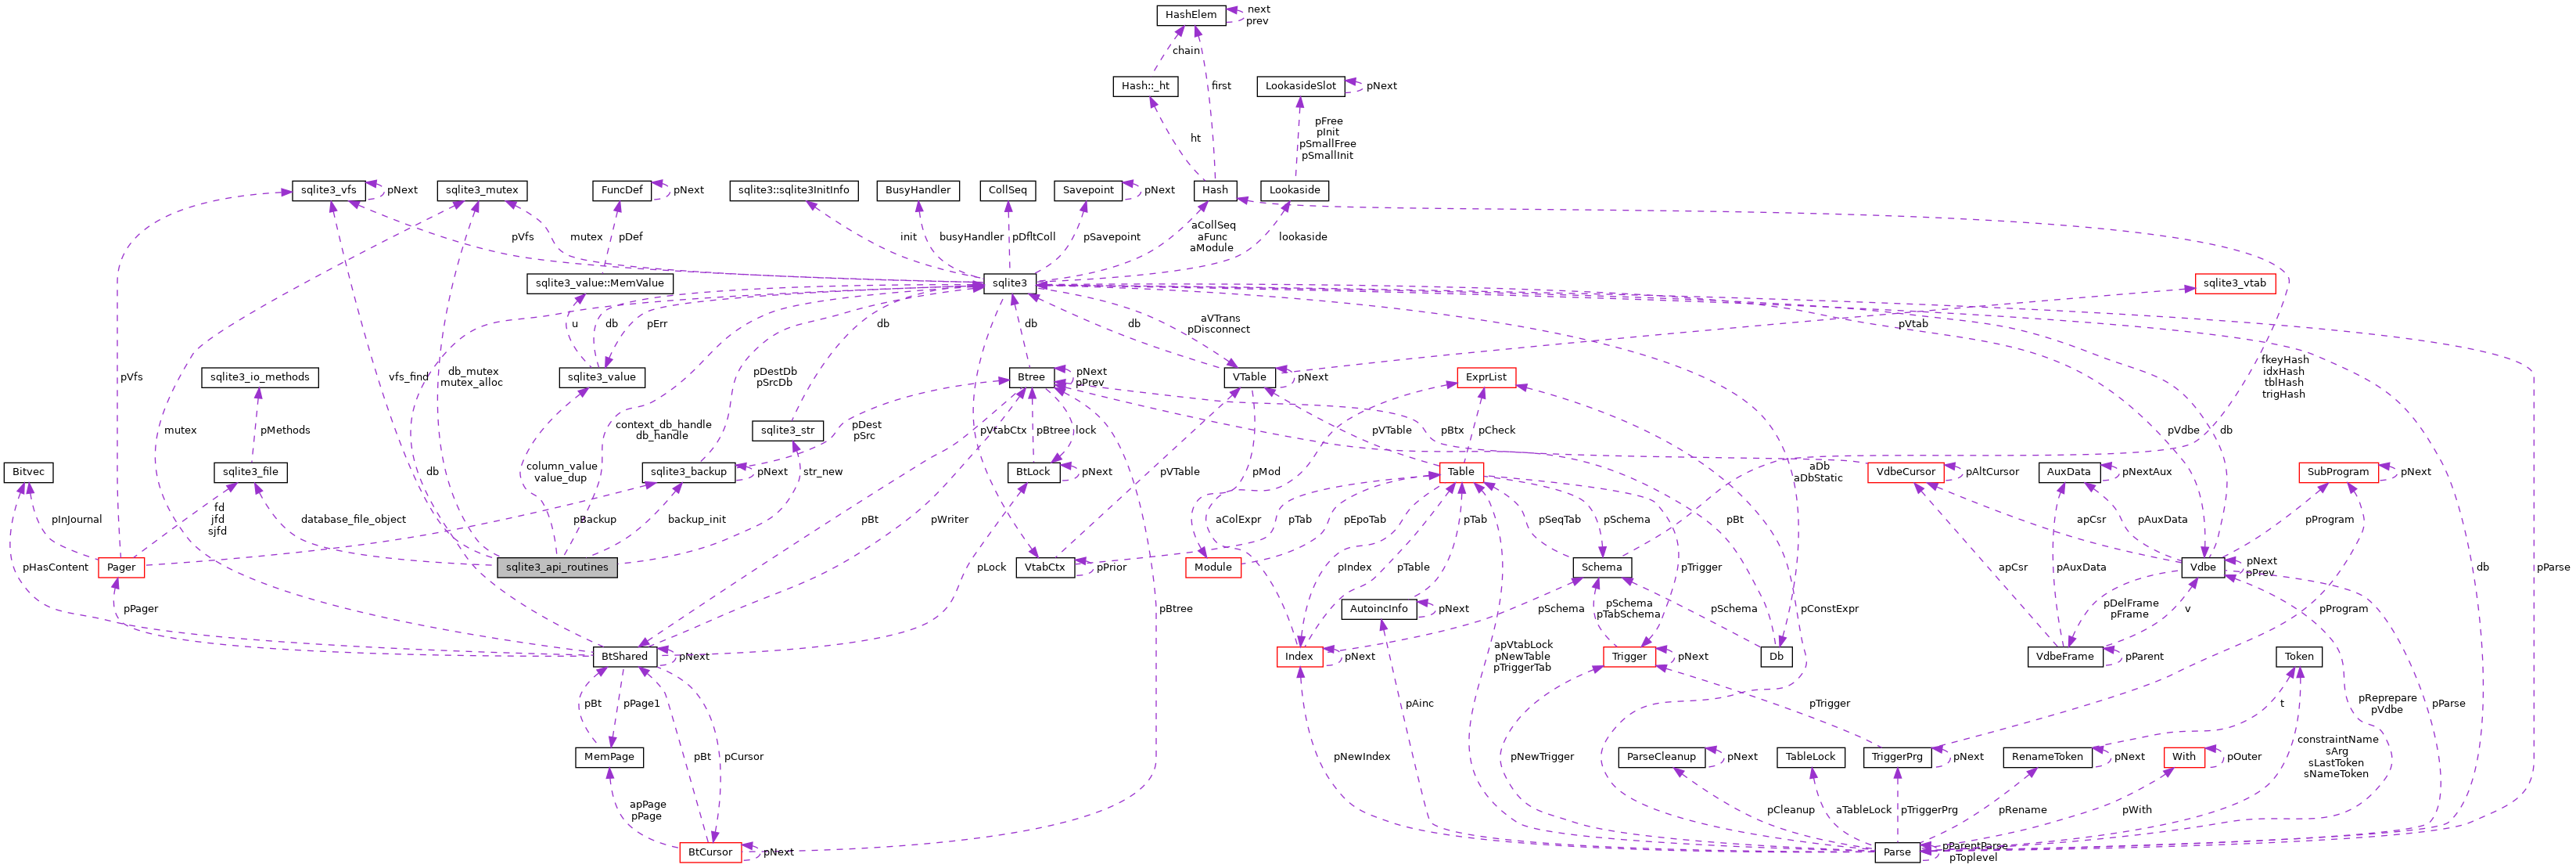 HashElem
next
prev
chain
Hash::_ht
first
LookasideSlot
pNext
pFree
pInit
pSmallFree
pSmallInit
ht
sqlite3_vfs
pNext
sqlite3_mutex
FuncDef
pNext
sqlite3::sqlite3InitInfo
BusyHandler
CollSeq
Savepoint
pNext
Hash
Lookaside
pVfs
mutex
pDef
init
busyHandler
pDfltColl
pSavepoint
aCollSeq
aFunc
aModule
lookaside
sqlite3_value::MemValue
sqlite3
sqlite3_vtab
u
db
pErr
db
db
db
aVTrans
pDisconnect
pVtab
pVfs
sqlite3_io_methods
vfs_find
db_mutex
mutex_alloc
sqlite3_value
pDestDb
pSrcDb
Btree
pNext
pPrev
VTable
pNext
ExprList
fkeyHash
idxHash
tblHash
trigHash
mutex
pMethods
context_db_handle
db_handle
sqlite3_str
pDest
pSrc
pVtabCtx
pBtree
lock
pVTable
pBtx
pCheck
pVdbe
db
Bitvec
sqlite3_file
db
column_value
value_dup
sqlite3_backup
pNext
str_new
BtLock
pNext
pVTable
pMod
Table
aDb
aDbStatic
VdbeCursor
pAltCursor
AuxData
pNextAux
SubProgram
pNext
pInJournal
fd
jfd
sjfd
database_file_object
pBackup
backup_init
pBt
pWriter
aColExpr
pTab
pEpoTab
pTab
pSeqTab
pSchema
pBt
apCsr
pAuxData
pProgram
pHasContent
Pager
sqlite3_api_routines
pLock
VtabCtx
pPrior
Module
pIndex
pTable
Schema
pTrigger
apCsr
pAuxData
Vdbe
pNext
pPrev
db
pParse
pPager
pBtree
AutoincInfo
pNext
pSchema
pSchema
pTabSchema
pSchema
pConstExpr
pDelFrame
pFrame
v
pProgram
BtShared
pNext
Index
pNext
apVtabLock
pNewTable
pTriggerTab
Trigger
pNext
Db
VdbeFrame
pParent
Token
pBt
pPage1
pAinc
pTrigger
t
pReprepare
pVdbe
pParse
MemPage
pBt
pCursor
pNewIndex
pNewTrigger
ParseCleanup
pNext
TableLock
TriggerPrg
pNext
RenameToken
pNext
With
pOuter
constraintName
sArg
sLastToken
sNameToken
apPage
pPage
pCleanup
aTableLock
pTriggerPrg
pRename
pWith
BtCursor
pNext
Parse
pParentParse
pToplevel